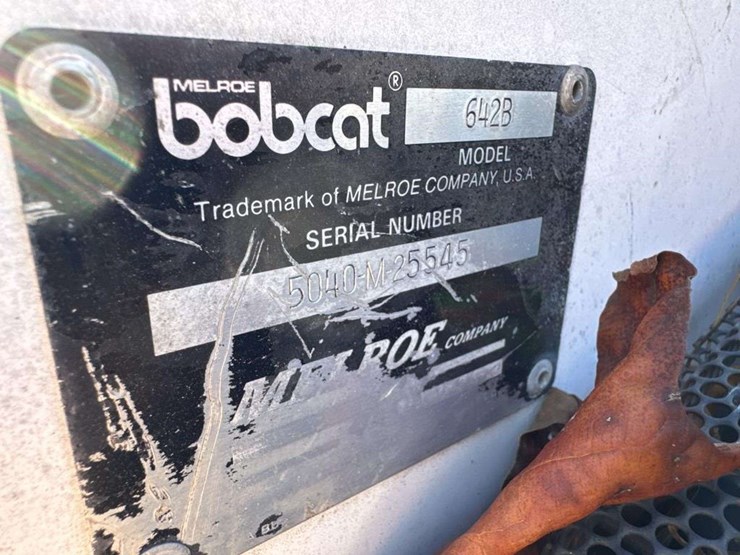 MELROE
bobcat® 642B
MODEL
Trademark of MELROE COMPANY, U.S.A.
SERIAL NUMBER
5040-M-25545
MELROE COMPANY